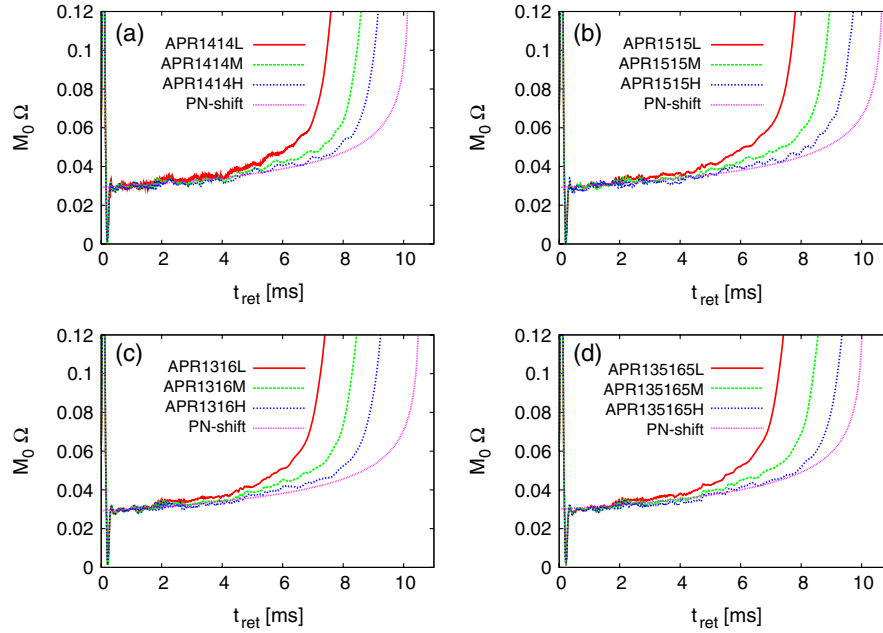 (a)
APR1414L
APR1414M
APR1414H
PN-shift
M₀ Ω
0.12
0.1
0.08
0.06
0.04
0.02
0
0 2 4 6 8 10
t_ret [ms]
(b)
APR1515L
APR1515M
APR1515H
PN-shift
M₀ Ω
0.12
0.1
0.08
0.06
0.04
0.02
0
0 2 4 6 8 10
t_ret [ms]
(c)
APR1316L
APR1316M
APR1316H
PN-shift
M₀ Ω
0.12
0.1
0.08
0.06
0.04
0.02
0
0 2 4 6 8 10
t_ret [ms]
(d)
APR135165L
APR135165M
APR135165H
PN-shift
M₀ Ω
0.12
0.1
0.08
0.06
0.04
0.02
0
0 2 4 6 8 10
t_ret [ms]